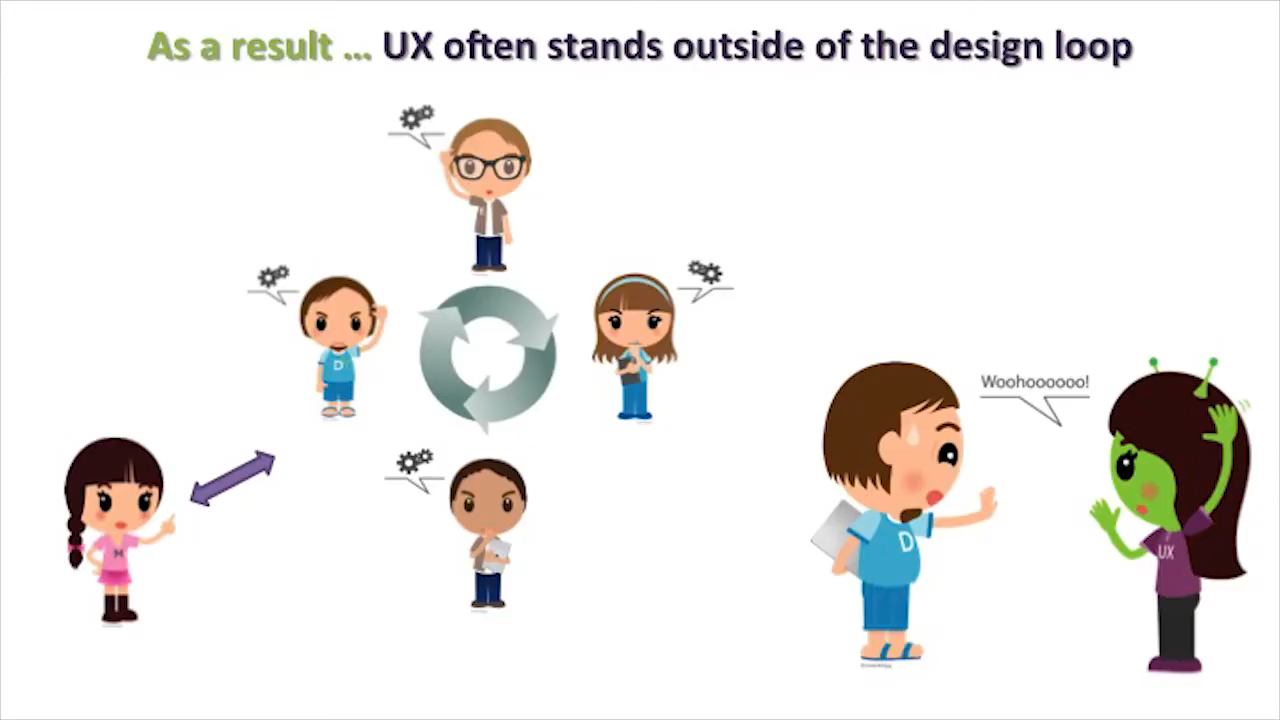 As a result ... UX often stands outside of the design loop
D
Woohoooooo!
M
D
UX